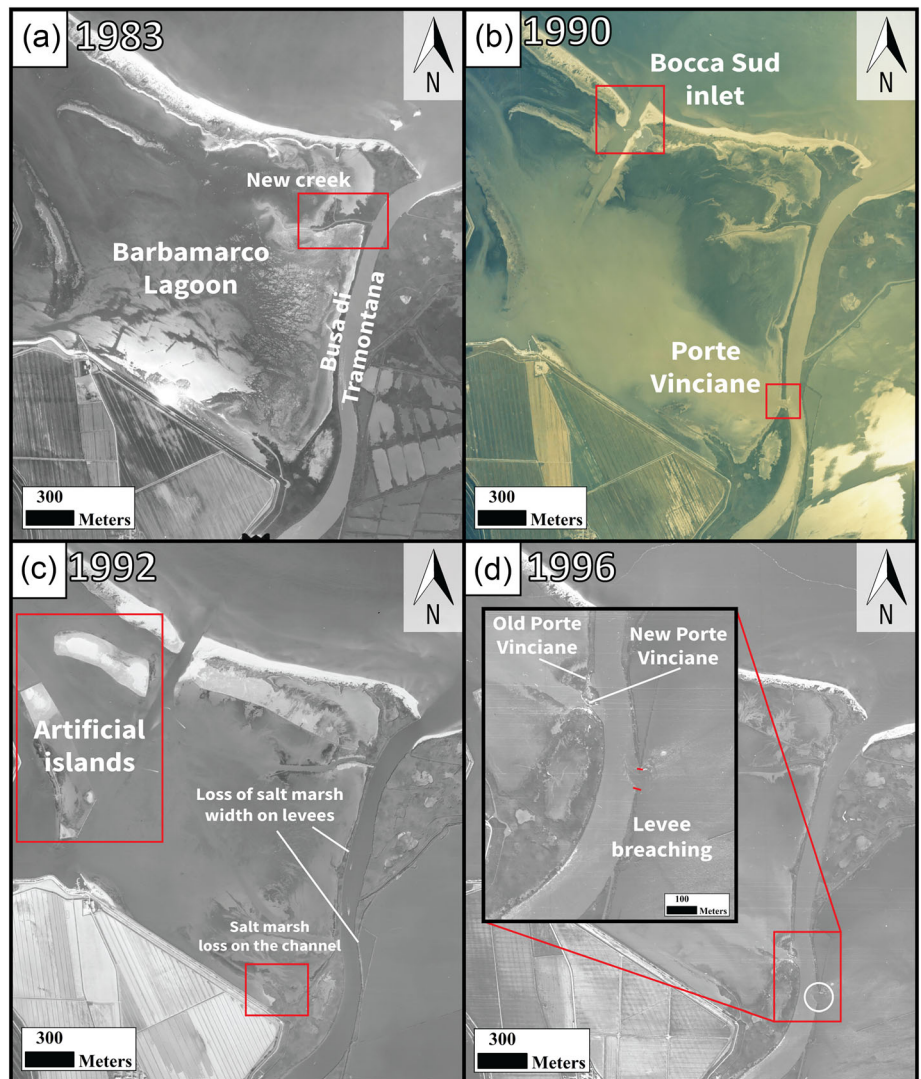 (a) 1983
N
New creek
Barbamarco
Lagoon
Busa di
Tramontana
300
Meters
(b) 1990
N
Bocca Sud
inlet
Porte
Vinciane
300
Meters
(c) 1992
N
Artificial
islands
Loss of salt marsh
width on levees
Salt marsh
loss on the channel
300
Meters
(d) 1996
N
Old Porte
Vinciane
New Porte
Vinciane
Levee
breaching
100
Meters
300
Meters